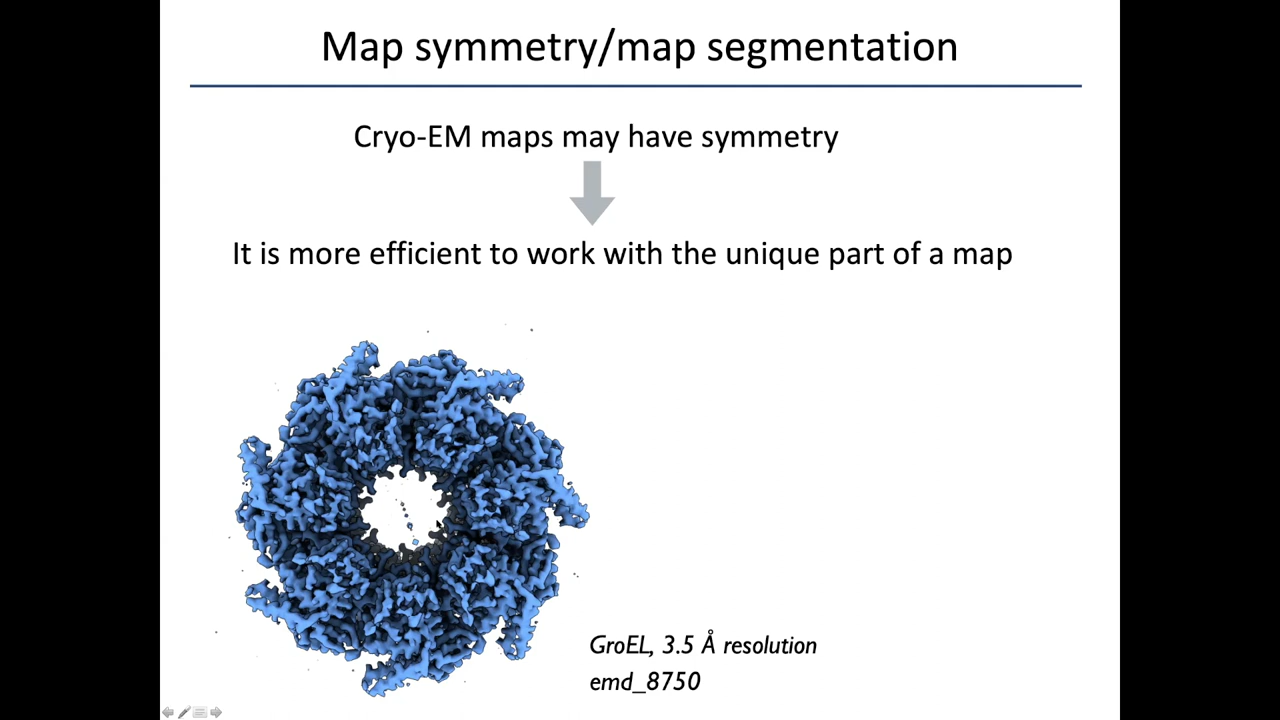 Map symmetry/map segmentation
Cryo-EM maps may have symmetry
It is more efficient to work with the unique part of a map
GroEL, 3.5 Å resolution
emd_8750